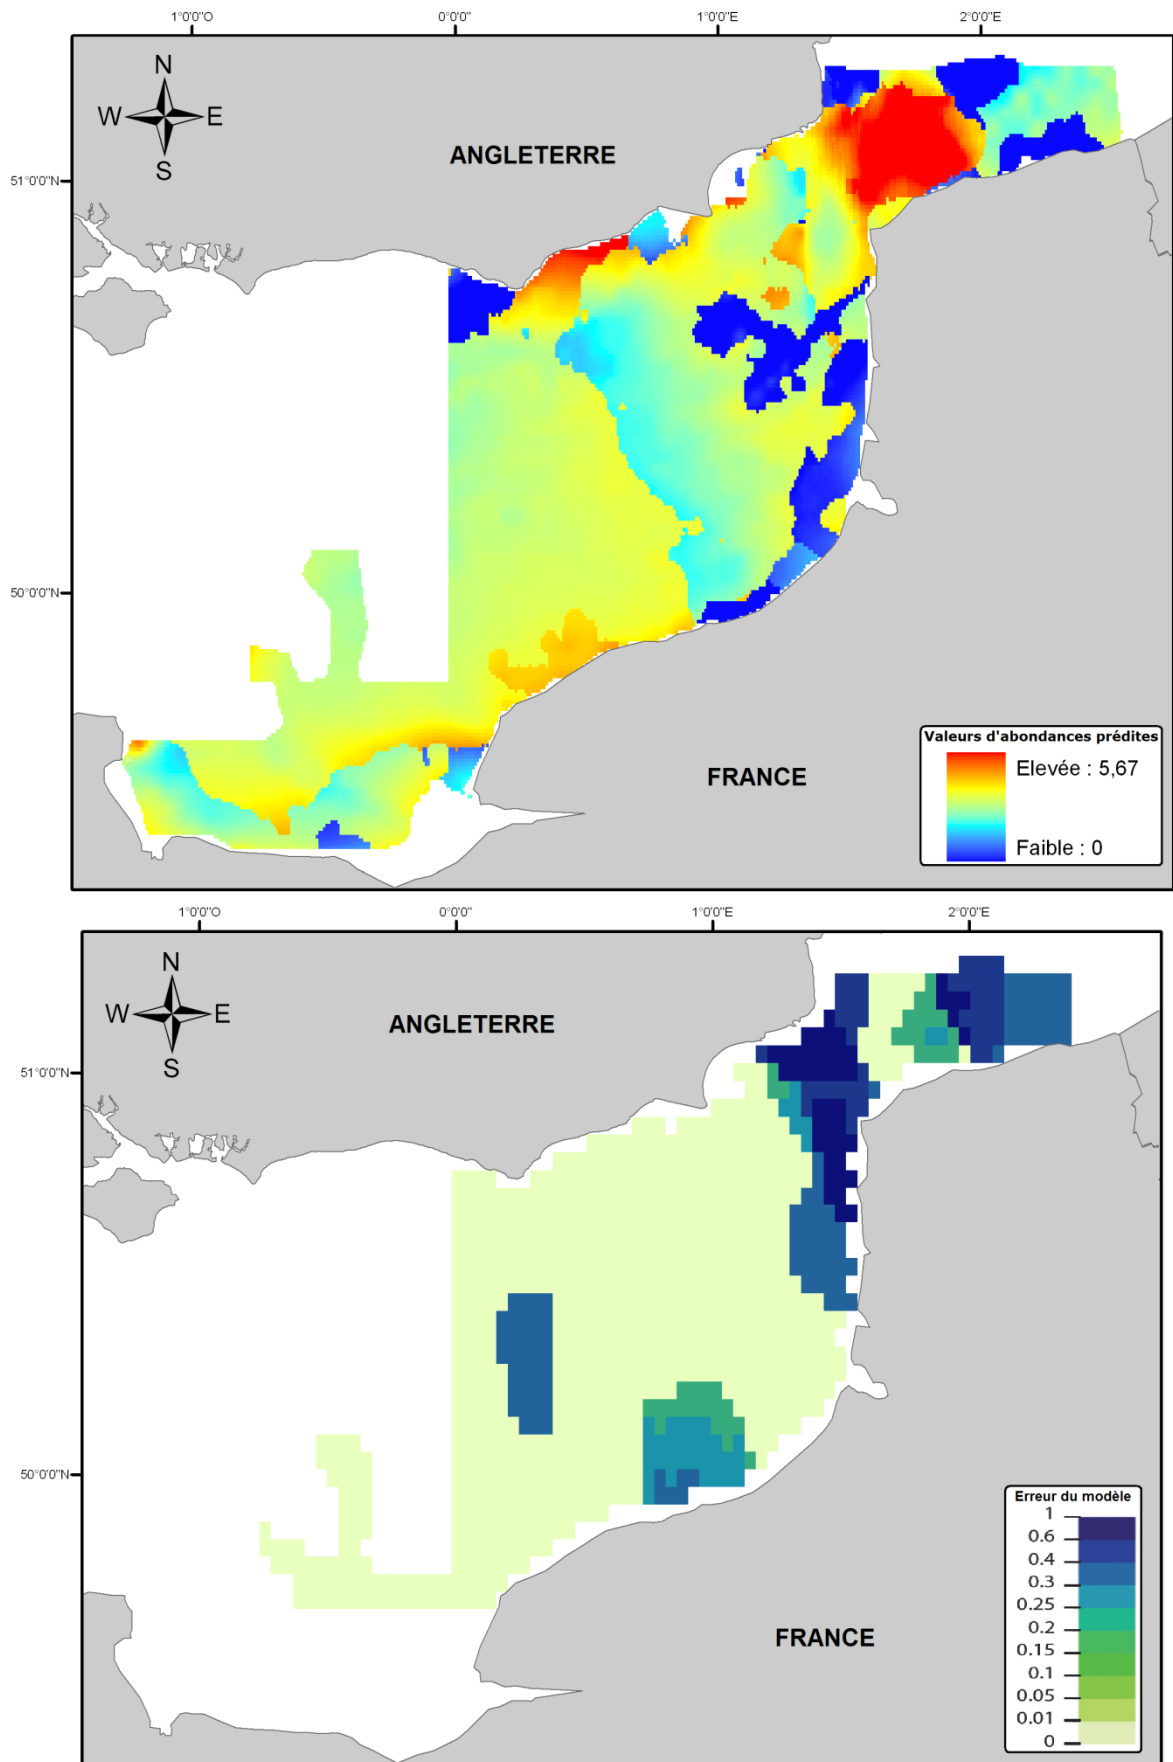 1°0'0"O 0°0'0" 1°0'0"E 2°0'0"E
N
W E
S
ANGLETERRE
51°0'0"N
50°0'0"N
FRANCE
Valeurs d'abondances prédites
Elevée : 5,67
Faible : 0
1°0'0"O 0°0'0" 1°0'0"E 2°0'0"E
N
W E
S
ANGLETERRE
51°0'0"N
50°0'0"N
FRANCE
Erreur du modèle
1
0.6
0.4
0.3
0.25
0.2
0.15
0.1
0.05
0.01
0